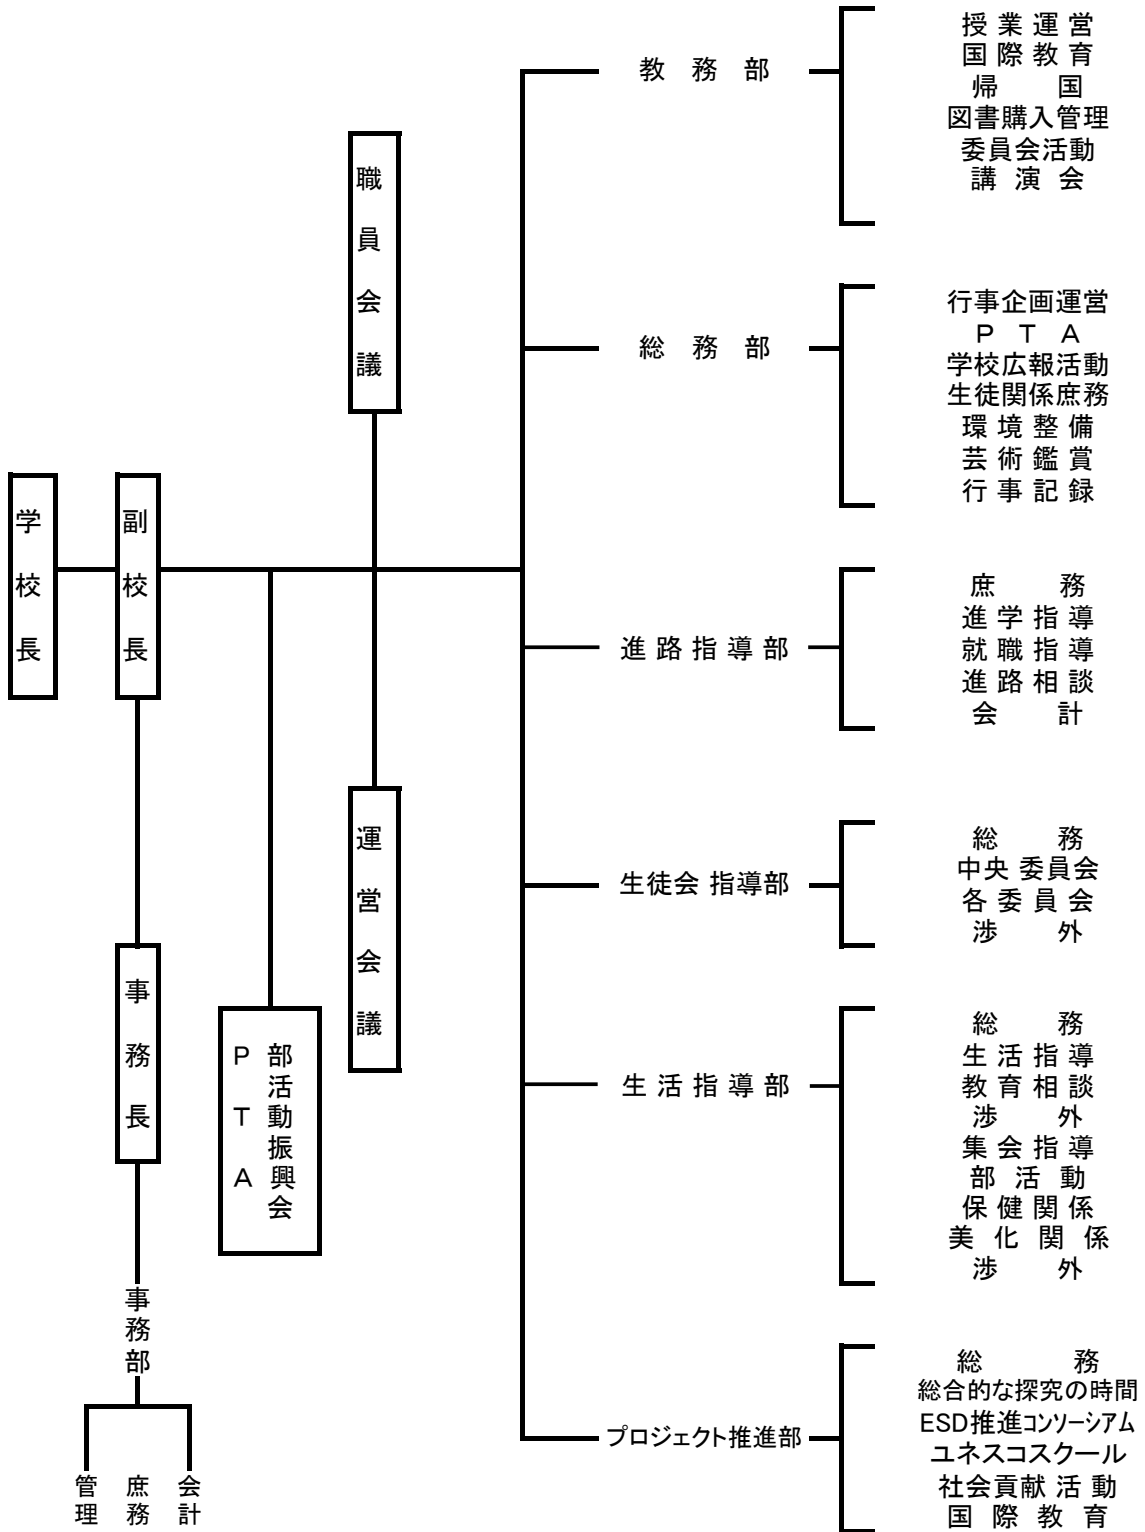 学校長
副校長
事務長
事務部
管理
庶務
会計
部活動振興会
PTA
職員会議
運営会議
教務部
授業運営
国際教育
帰国
図書購入管理
委員会活動
講演会
総務部
行事企画運営
PTA
学校広報活動
生徒関係庶務
環境整備
芸術鑑賞
行事記録
進路指導部
庶務
進学指導
就職指導
進路相談
会計
生徒会 指導部
総務
中央 委員会
各委員会
渉外
生活指導部
総務
生活指導
教育相談
渉外
集会指導
部活動
保健関係
美化関係
渉外
プロジェクト推進部
総務
総合的な探究の時間
ESD推進コンソーシアム
ユネスコスクール
社会貢献活動
国際教育